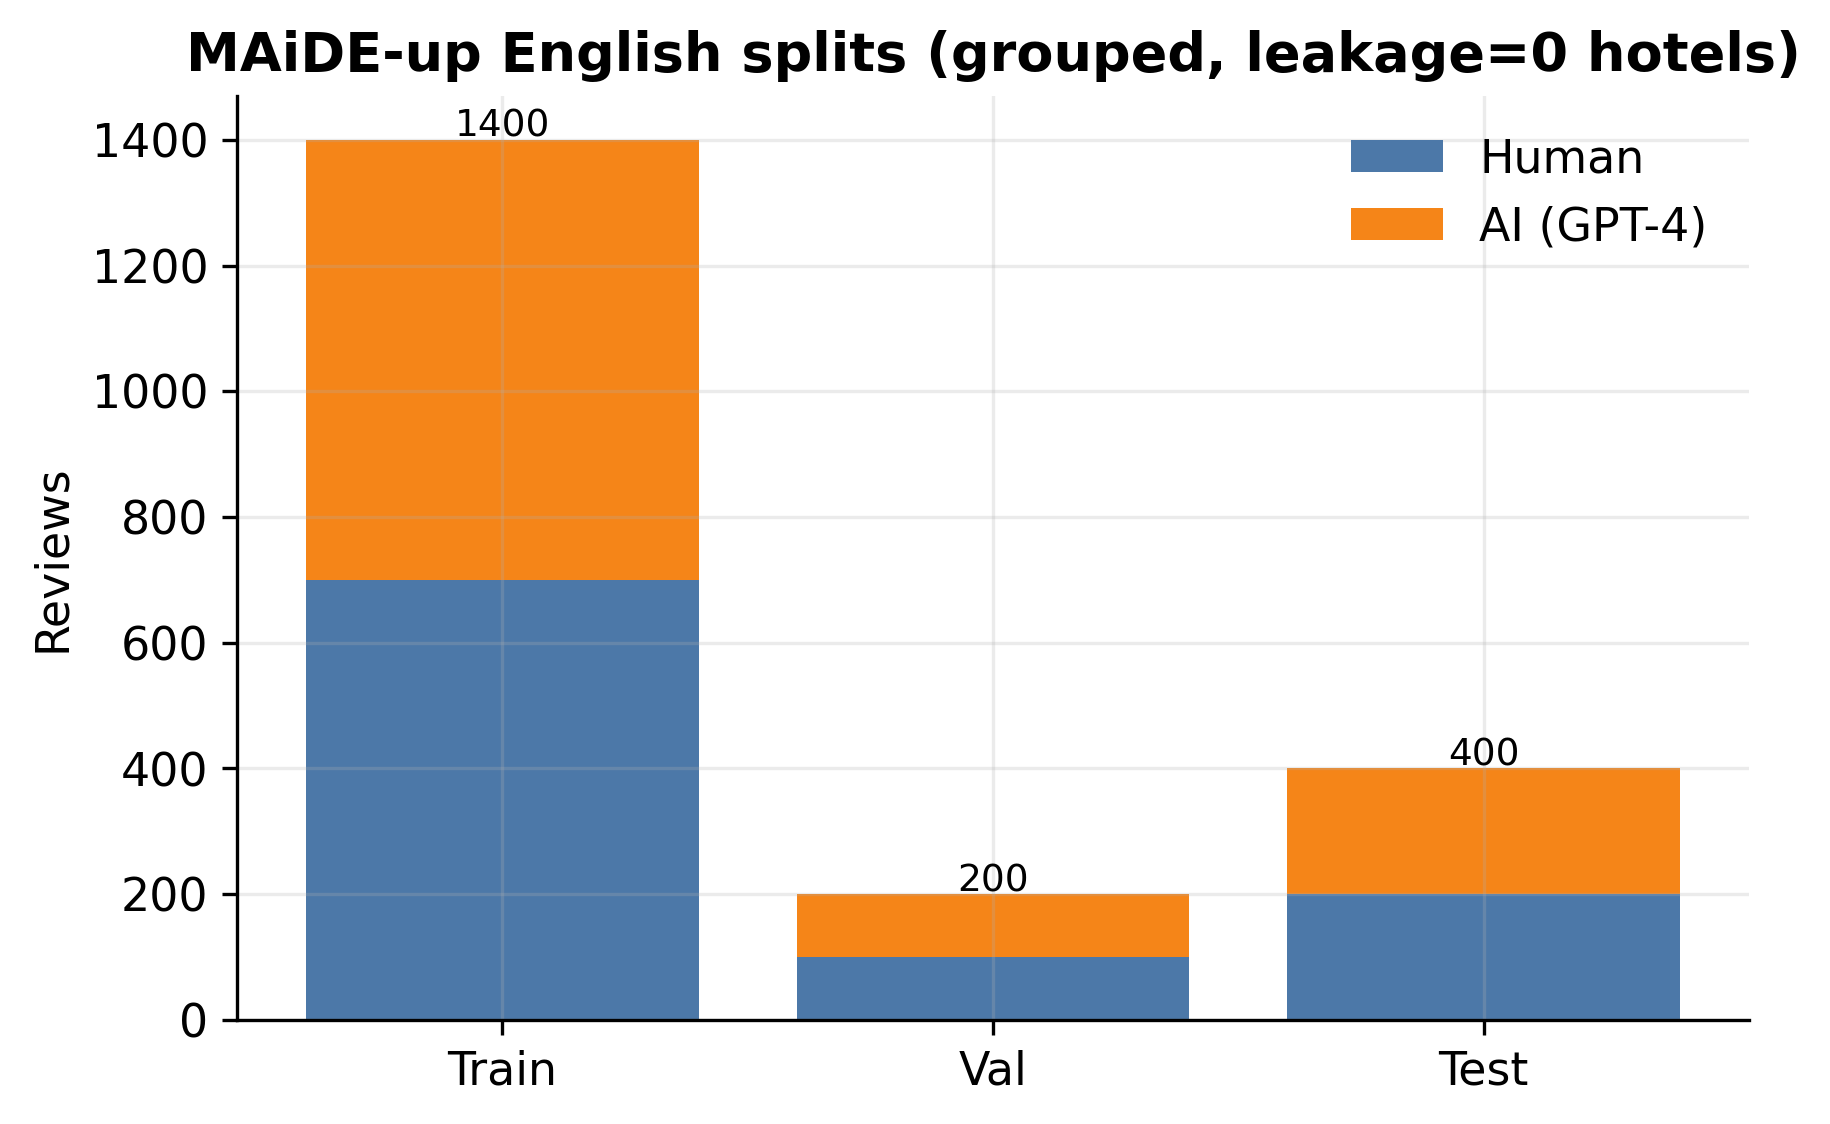 MAiDE-up English splits (grouped, leakage=0 hotels)
Human
AI (GPT-4)
1400
200
400
Reviews
1400
1200
1000
800
600
400
200
0
Train
Val
Test